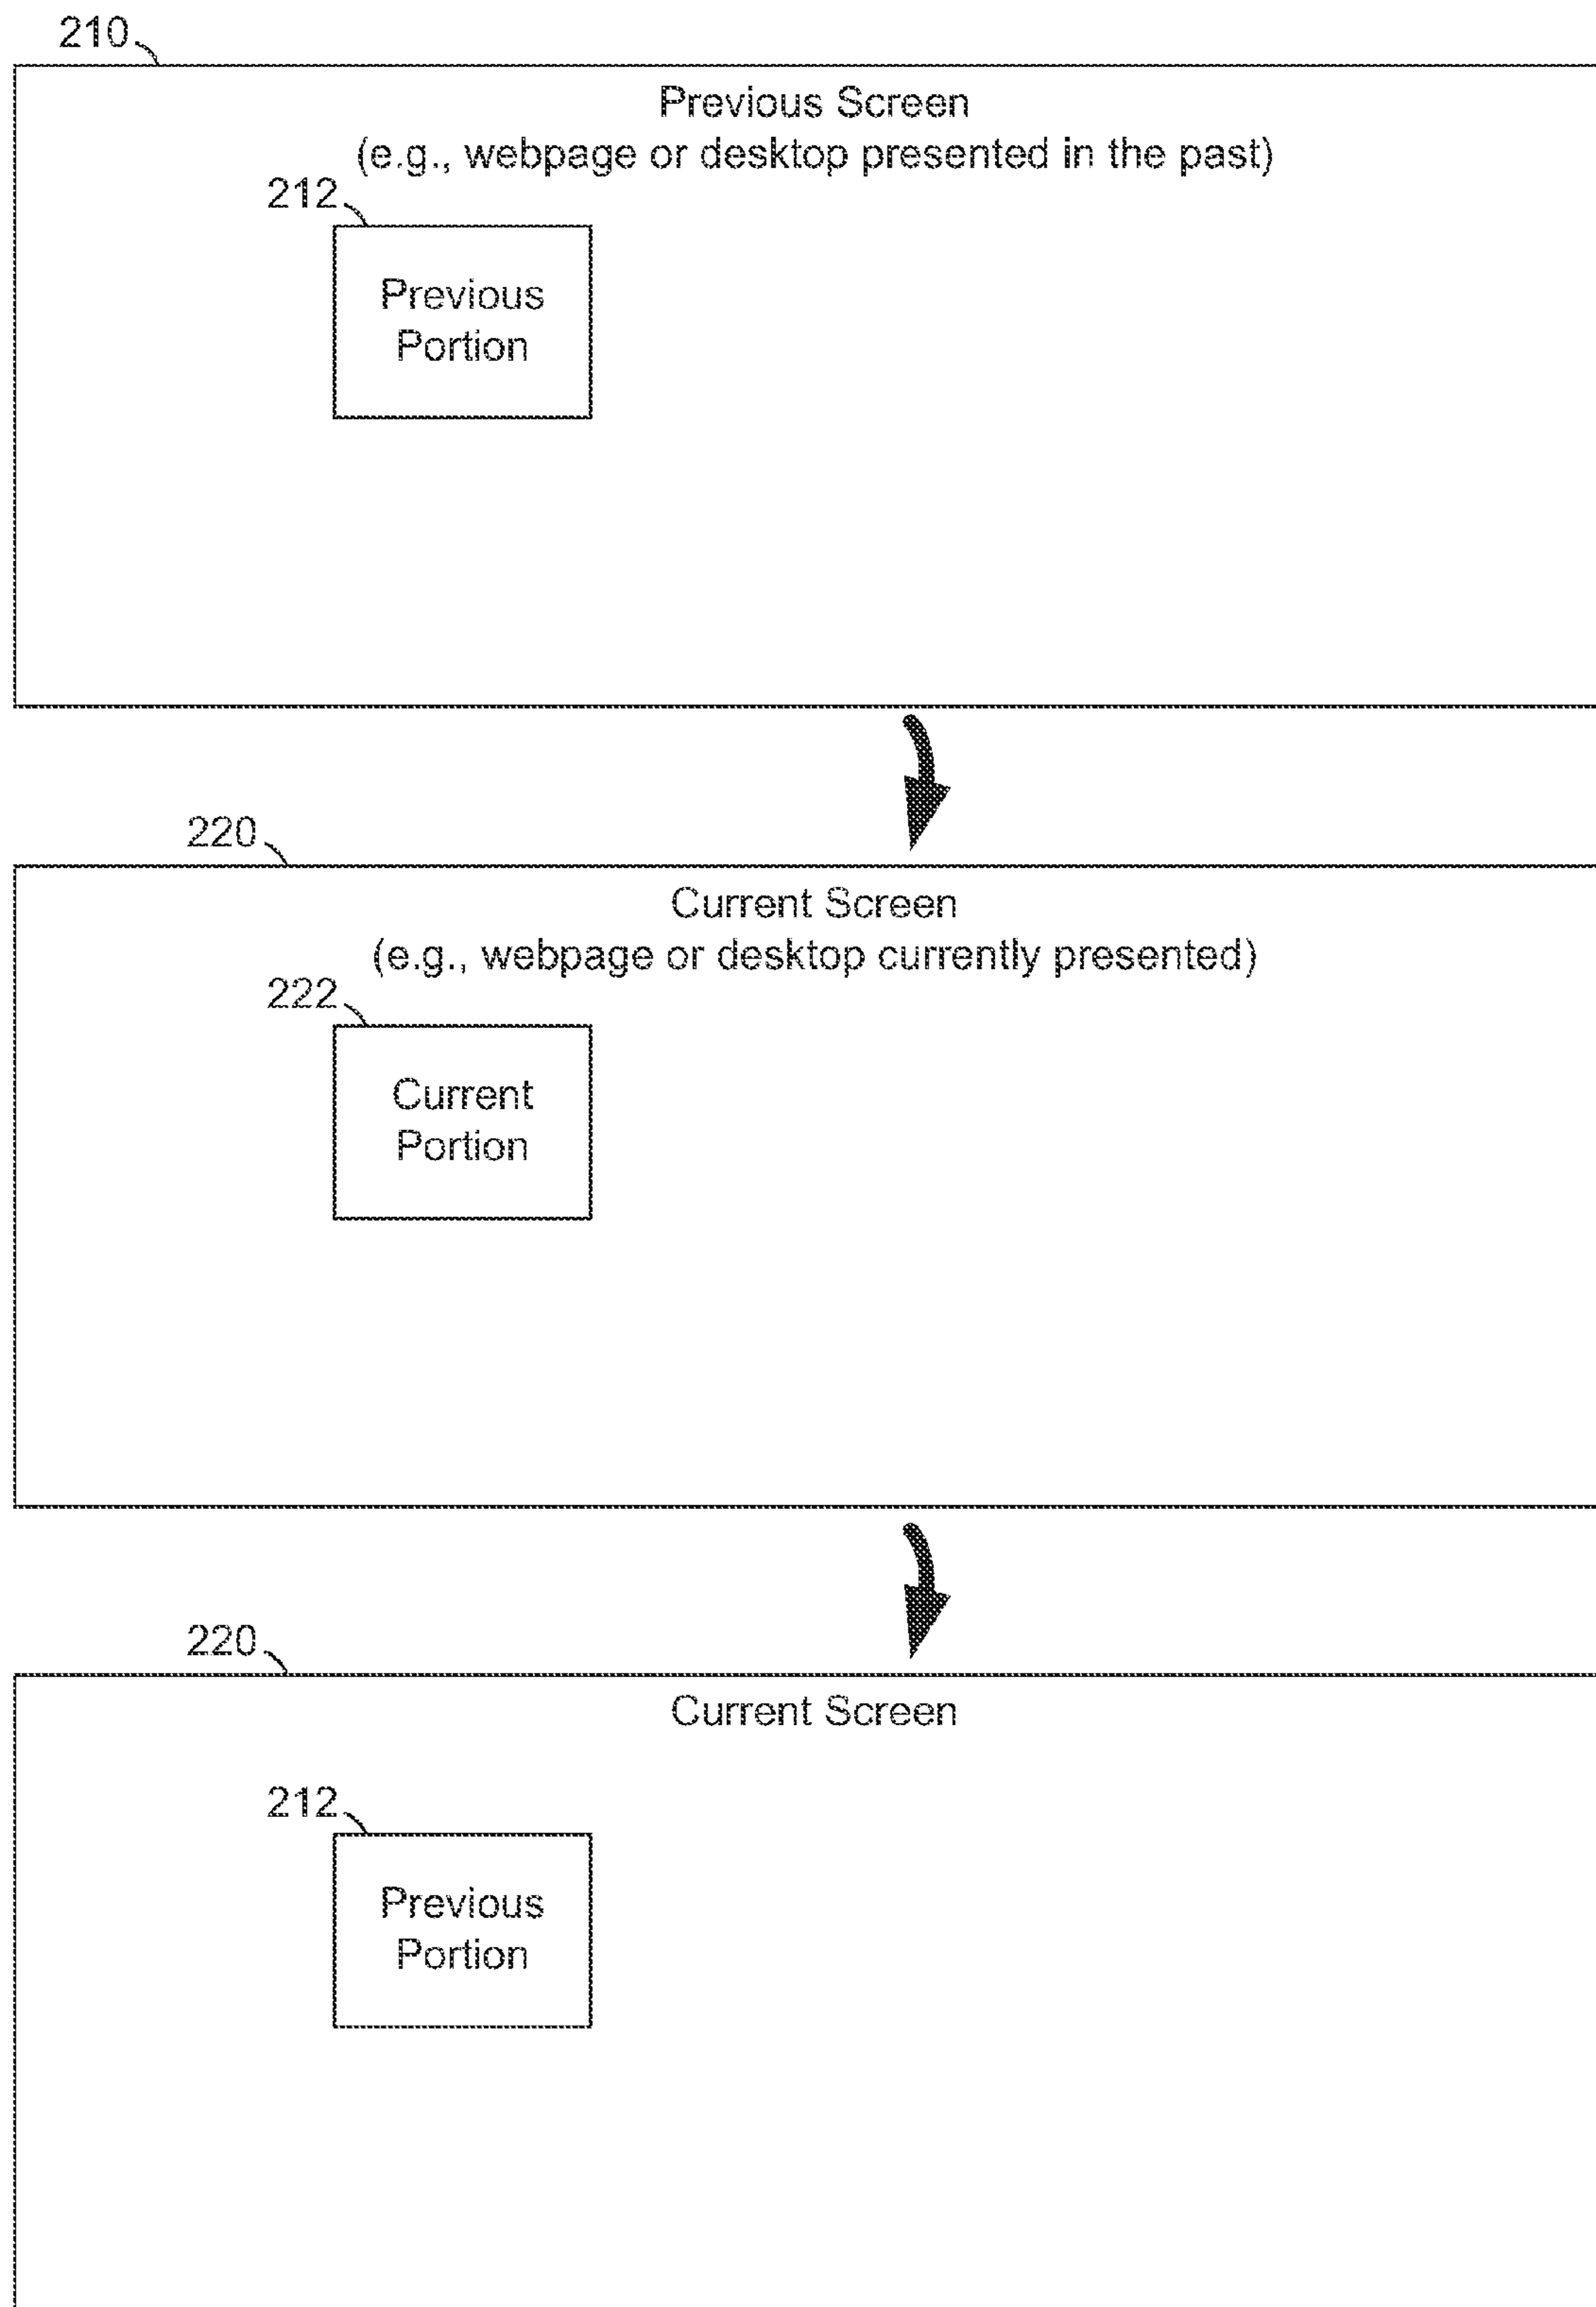 210
Previous Screen
(e.g., webpage or desktop presented in the past)
212
Previous
Portion
220
Current Screen
(e.g., webpage or desktop currently presented)
222
Current
Portion
220
Current Screen
212
Previous
Portion